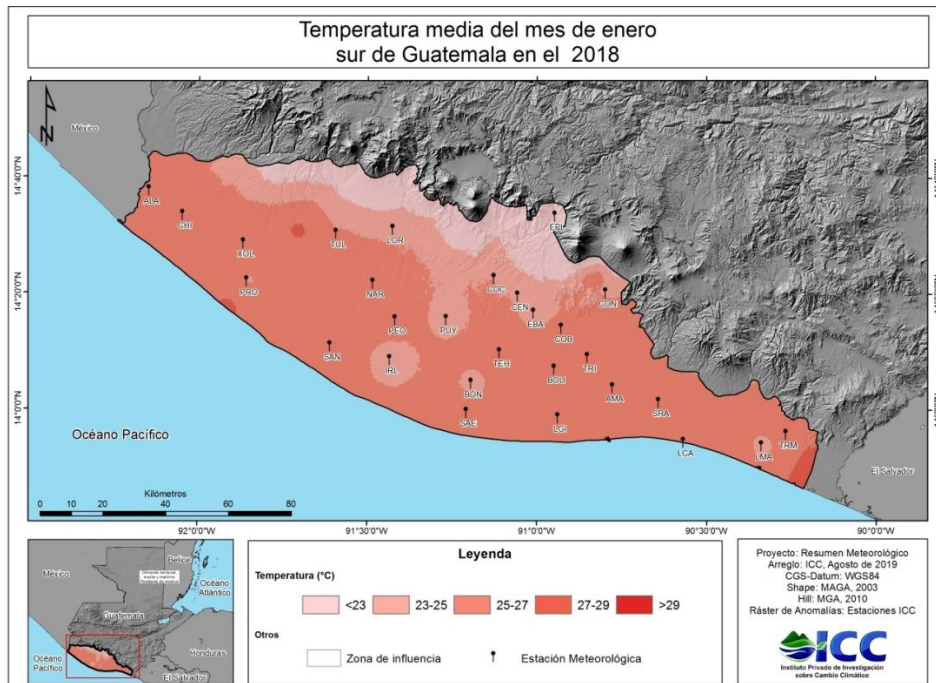 Temperatura media del mes de enero
sur de Guatemala en el 2018
México
N
14°40'0"N
14°20'0"N
14°0'0"N
ALA
CHI
XOL
PRO
TUL
LOR
NAR
PEO
PUY
SAN
IRL
BON
SAE
COC
CEN
EBA
COB
ERL
CON
TEH
BOU
TRI
AMA
LGI
SRA
LCA
LMA
TRM
Océano Pacífico
El Salvador
Kilómetros
0 10 20 40 60 80
92°0'0"W 91°30'0"W 91°0'0"W 90°30'0"W 90°0'0"W
México
Belice
Océano
Atlántico
Guatemala
Honduras
Océano
Pacífico
El Salvador
Leyenda
Temperatura (°C)
<23 23-25 25-27 27-29 >29
Otros
Zona de influencia Estación Meteorológica
Proyecto: Resumen Meteorológico
Arreglo: ICC, Agosto de 2019
CGS-Datum: WGS84
Shape: MAGA, 2003
Hill: MGA, 2010
Ráster de Anomalías: Estaciones ICC
ICC
Instituto Privado de Investigación
sobre Cambio Climático